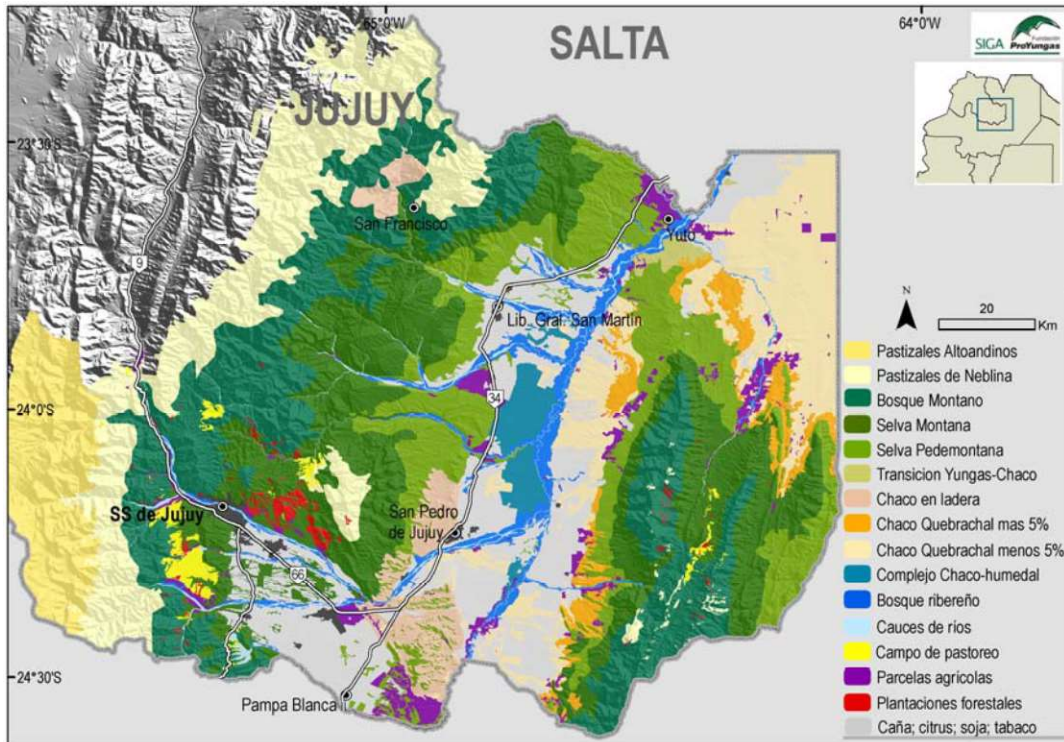 65°0'W
64°0'W
SALTA
SIGA
Fundación
ProYungas
JUJUY
23°30'S
San Francisco
Yuto
9
N
20
Km
Lib. Gral. San Martín
Pastizales Altoandinos
Pastizales de Neblina
Bosque Montano
Selva Montana
Selva Pedemontana
Transicion Yungas-Chaco
Chaco en ladera
Chaco Quebrachal mas 5%
Chaco Quebrachal menos 5%
Complejo Chaco-humedal
Bosque ribereño
Cauces de rios
Campo de pastoreo
Parcelas agricolas
Plantaciones forestales
Caña; citrus; soja; tabaco
24°0'S
34
SS de Jujuy
San Pedro
de Jujuy
66
24°30'S
Pampa Blanca